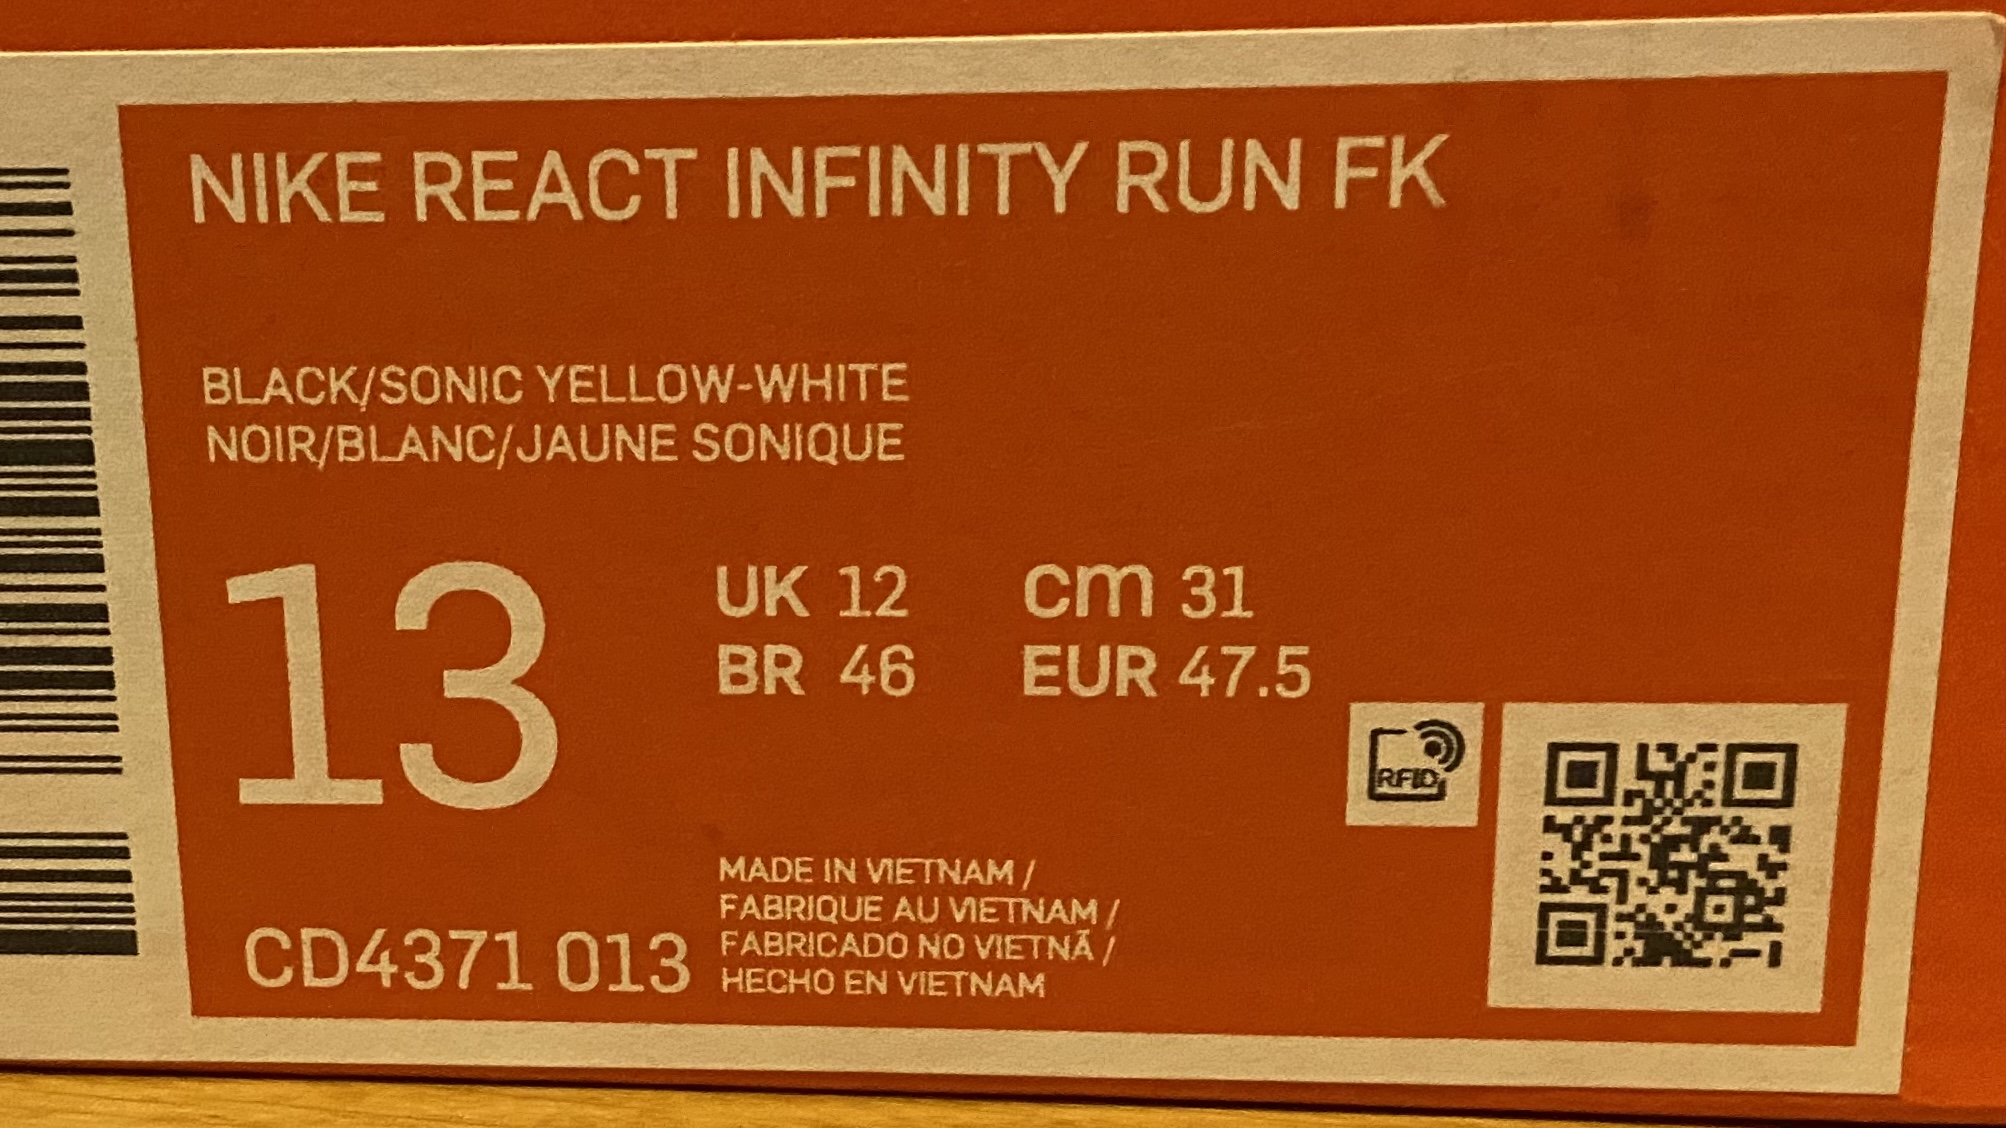 NIKE REACT INFINITY RUN FK
BLACK/SONIC YELLOW-WHITE
NOIR/BLANC/JAUNE SONIQUE
13
UK 12
cm 31
BR 46
EUR 47.5
RFID
MADE IN VIETNAM /
FABRIQUE AU VIETNAM /
FABRICADO NO VIETNÃ /
HECHO EN VIETNAM
CD4371 013